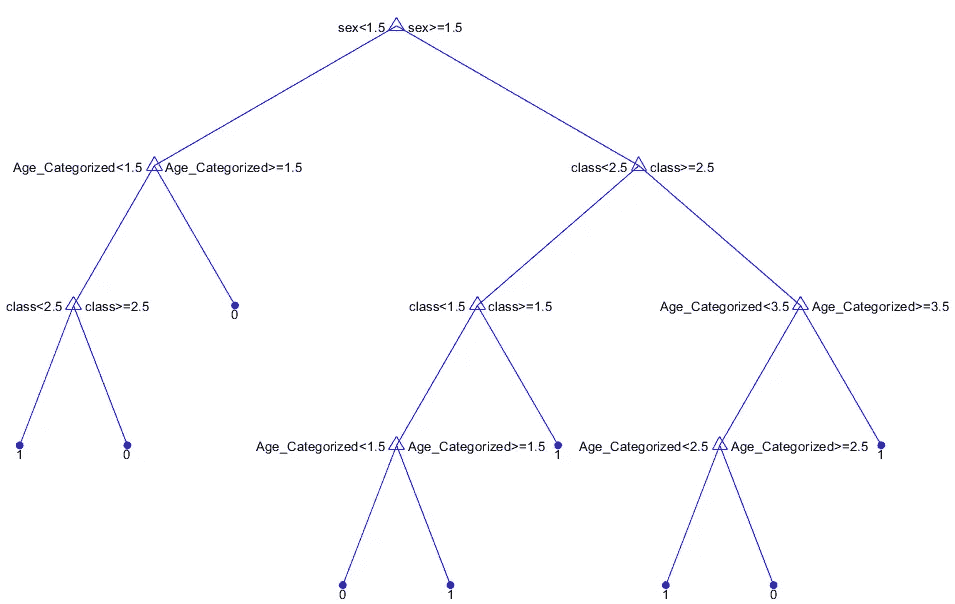 sex<1.5 sex>=1.5
Age_Categorized<1.5 Age_Categorized>=1.5 class<2.5 class>=2.5
class<2.5 class>=2.5 0 class<1.5 class>=1.5 Age_Categorized<3.5 Age_Categorized>=3.5
1 0 Age_Categorized<1.5 Age_Categorized>=1.5 1 Age_Categorized<2.5 Age_Categorized>=2.5 1
0 1 1 0